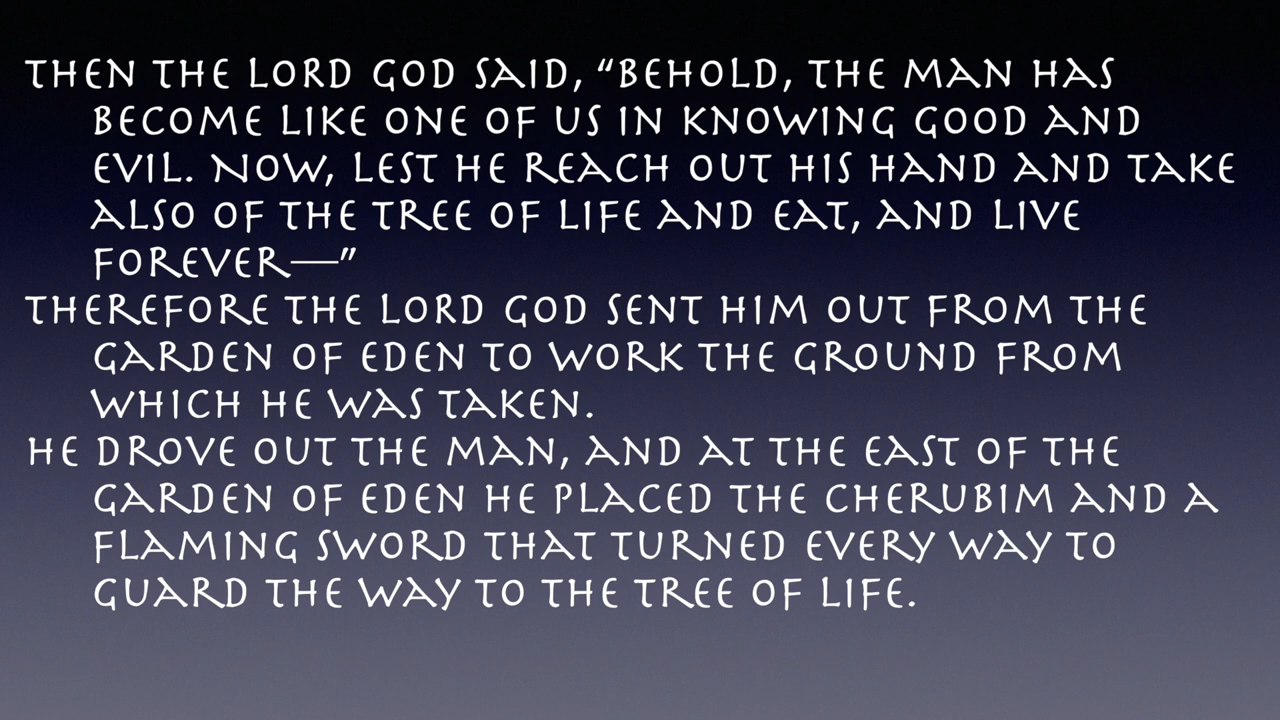 THEN THE LORD GOD SAID, “BEHOLD, THE MAN HAS
BECOME LIKE ONE OF US IN KNOWING GOOD AND
EVIL. NOW, LEST HE REACH OUT HIS HAND AND TAKE
ALSO OF THE TREE OF LIFE AND EAT, AND LIVE
FOREVER—”
THEREFORE THE LORD GOD SENT HIM OUT FROM THE
GARDEN OF EDEN TO WORK THE GROUND FROM
WHICH HE WAS TAKEN.
HE DROVE OUT THE MAN, AND AT THE EAST OF THE
GARDEN OF EDEN HE PLACED THE CHERUBIM AND A
FLAMING SWORD THAT TURNED EVERY WAY TO
GUARD THE WAY TO THE TREE OF LIFE.